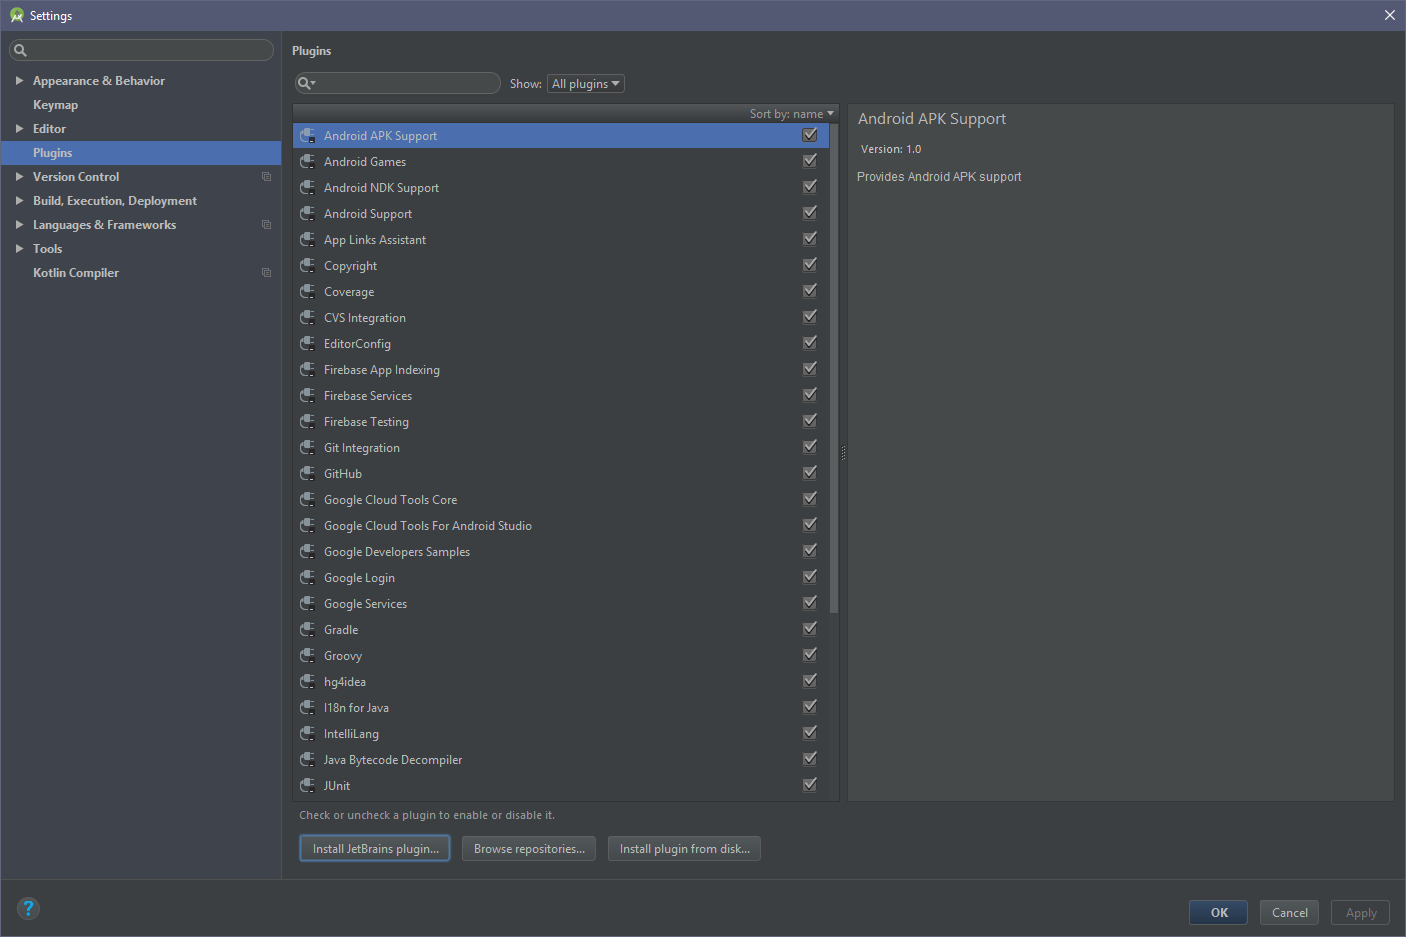 Settings
Plugins
Show: All plugins
Appearance & Behavior
Keymap
Editor
Plugins
Version Control
Build, Execution, Deployment
Languages & Frameworks
Tools
Kotlin Compiler
Sort by: name
Android APK Support
Android Games
Android NDK Support
Android Support
App Links Assistant
Copyright
Coverage
CVS Integration
EditorConfig
Firebase App Indexing
Firebase Services
Firebase Testing
Git Integration
GitHub
Google Cloud Tools Core
Google Cloud Tools For Android Studio
Google Developers Samples
Google Login
Google Services
Gradle
Groovy
hg4idea
I18n for Java
IntelliLang
Java Bytecode Decompiler
JUnit
Android APK Support
Version: 1.0
Provides Android APK support
Check or uncheck a plugin to enable or disable it.
Install JetBrains plugin... Browse repositories... Install plugin from disk...
? OK Cancel Apply